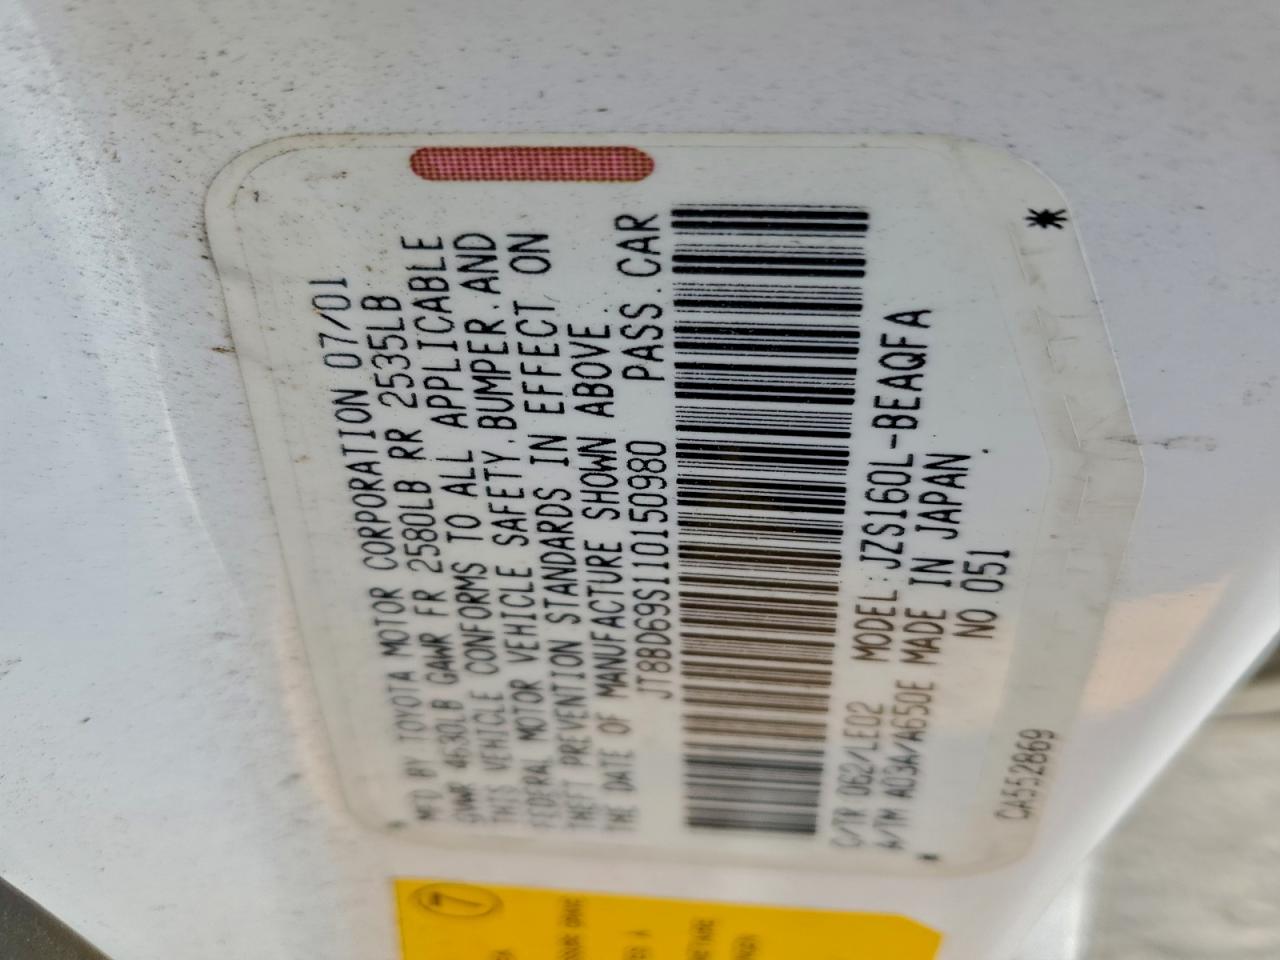 MFD BY TOYOTA MOTOR CORPORATION 07/01
GVWR 4630LB GAWR FR 2580LB RR 2535LB
THIS VEHICLE CONFORMS TO ALL APPLICABLE
FEDERAL MOTOR VEHICLE SAFETY,BUMPER,AND
THEFT PREVENTION STANDARDS IN EFFECT ON
THE DATE OF MANUFACTURE SHOWN ABOVE.
JT8BD69S110150980 PASS.CAR
C/TR 062/LE02 MODEL:JZS160L-BEAQFA
A/TM A03A/A650E MADE IN JAPAN.
NO 051
CA552869
7